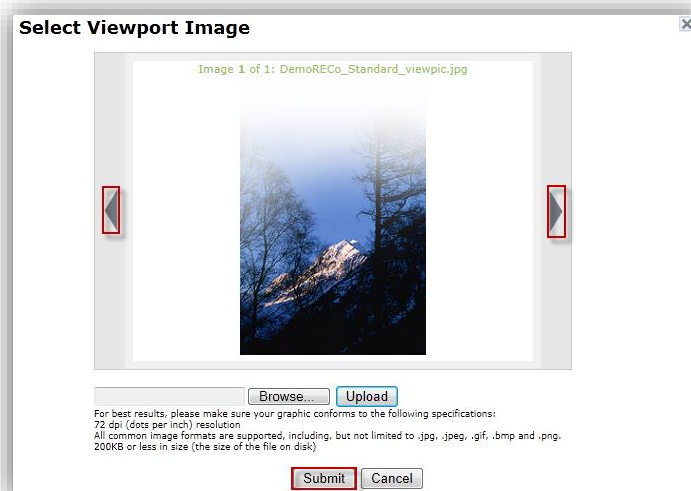 Select Viewport Image
Image 1 of 1: DemoRECo_Standard_viewpic.jpg
Browse... Upload
For best results, please make sure your graphic conforms to the following specifications:
72 dpi (dots per inch) resolution
All common image formats are supported, including, but not limited to .jpg, .jpeg, .gif, .bmp and .png.
200KB or less in size (the size of the file on disk)
Submit Cancel